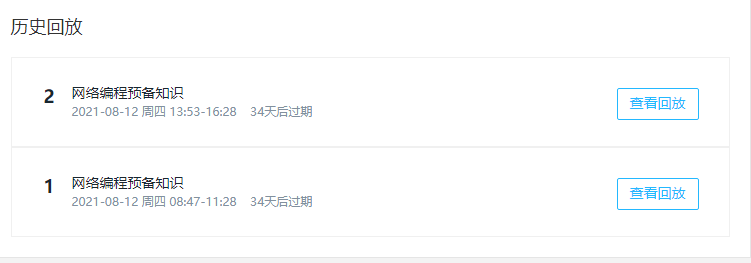 历史回放
2
网络编程预备知识
2021-08-12 周四 13:53-16:28 34天后过期
查看回放
1
网络编程预备知识
2021-08-12 周四 08:47-11:28 34天后过期
查看回放